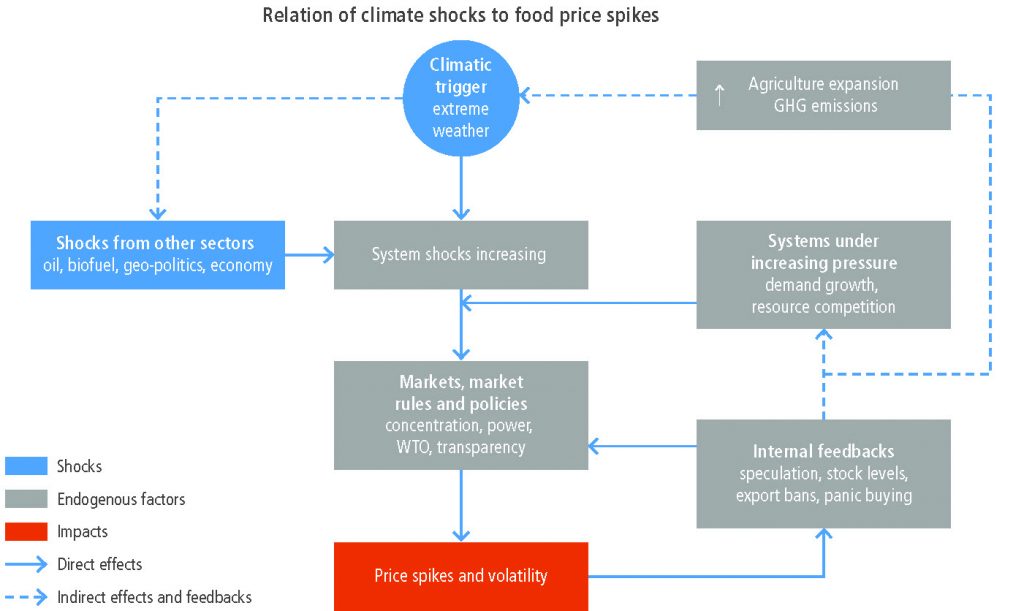 Relation of climate shocks to food price spikes
Climatic
trigger
extreme
weather
↑
Agriculture expansion
GHG emissions
Shocks from other sectors
oil, biofuel, geo-politics, economy
System shocks increasing
Systems under
increasing pressure
demand growth,
resource competition
Markets, market
rules and policies
concentration, power,
WTO, transparency
Internal feedbacks
speculation, stock levels,
export bans, panic buying
Price spikes and volatility
Shocks
Endogenous factors
Impacts
Direct effects
Indirect effects and feedbacks